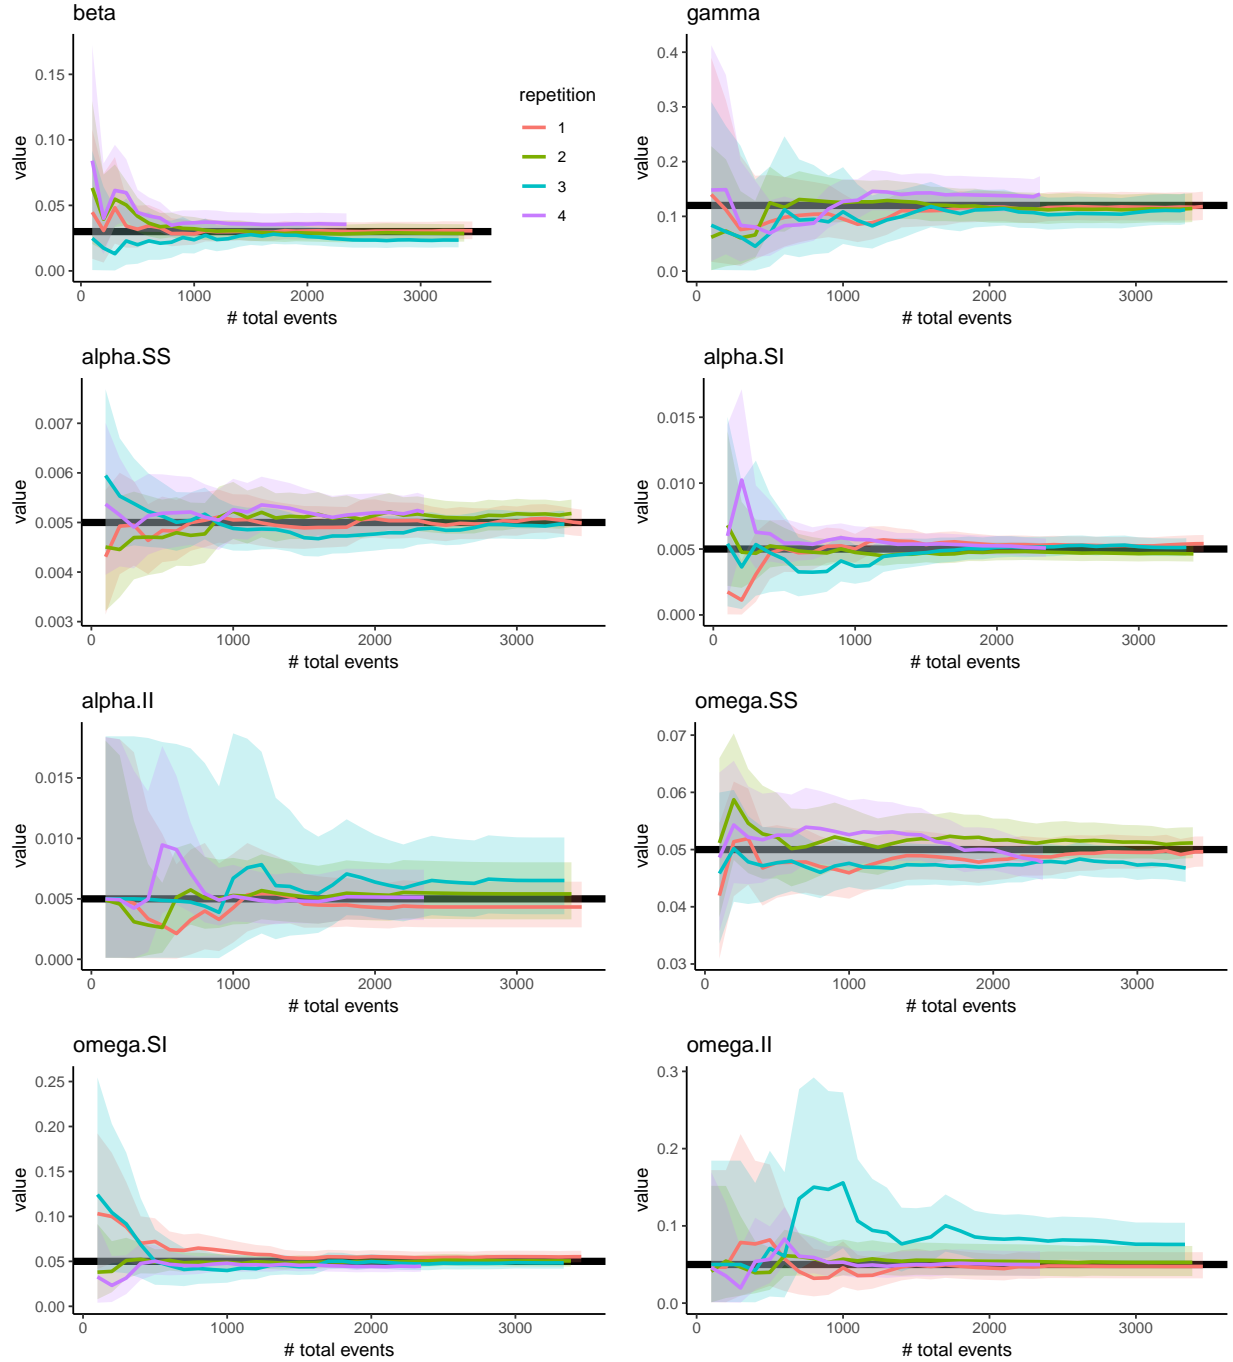 beta
value
0.15
0.10
0.05
0.00
0
1000
2000
3000
# total events
repetition
1
2
3
4
gamma
value
0.4
0.3
0.2
0.1
0.0
0
1000
2000
3000
# total events
alpha.SS
value
0.007
0.006
0.005
0.004
0.003
0
1000
2000
3000
# total events
alpha.SI
value
0.015
0.010
0.005
0.000
0
1000
2000
3000
# total events
alpha.II
value
0.015
0.010
0.005
0.000
0
1000
2000
3000
# total events
omega.SS
value
0.07
0.06
0.05
0.04
0.03
0
1000
2000
3000
# total events
omega.SI
value
0.25
0.20
0.15
0.10
0.05
0.00
0
1000
2000
3000
# total events
omega.II
value
0.3
0.2
0.1
0.0
0
1000
2000
3000
# total events